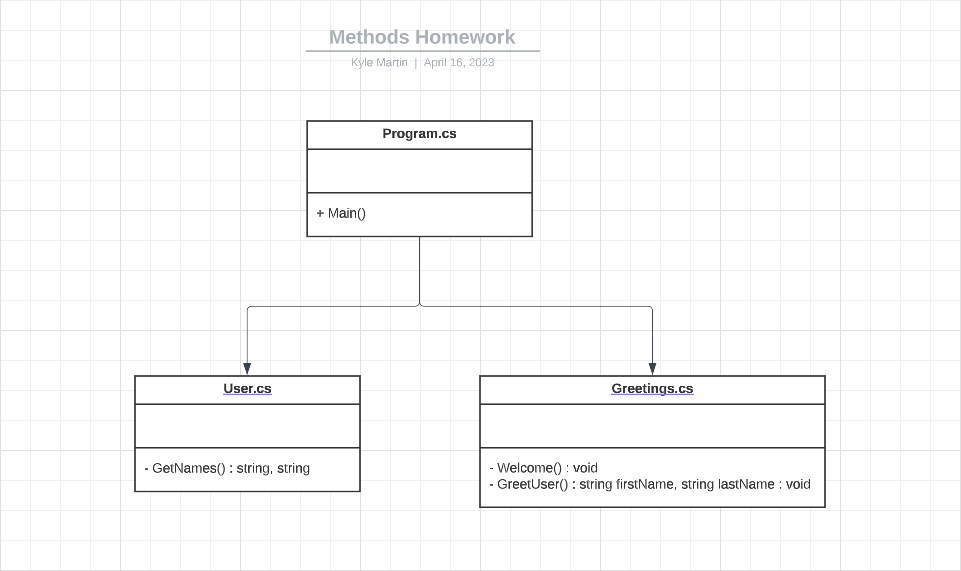 Methods Homework
Kyle Martin | April 16, 2023
Program.cs
+ Main()
User.cs
- GetNames() : string, string
Greetings.cs
- Welcome() : void
- GreetUser() : string firstName, string lastName : void